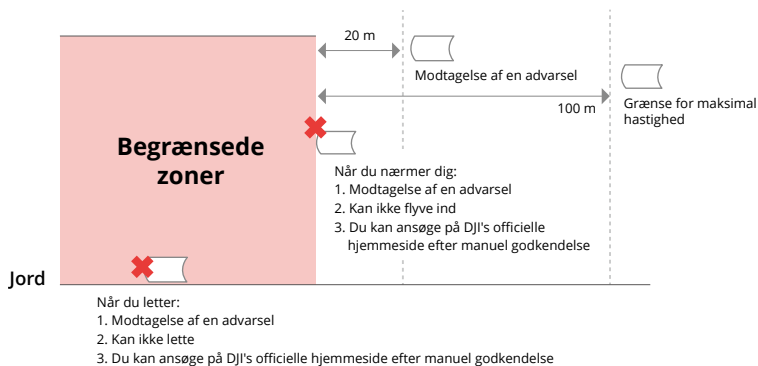 20 m
Modtagelse af en advarsel
100 m
Grænse for maksimal
hastighed
Begrænsede
zoner
Når du nærmer dig:
1. Modtagelse af en advarsel
2. Kan ikke flyve ind
3. Du kan ansøge på DJI's officielle
hjemmeside efter manuel godkendelse
Jord
Når du letter:
1. Modtagelse af en advarsel
2. Kan ikke lette
3. Du kan ansøge på DJI's officielle hjemmeside efter manuel godkendelse